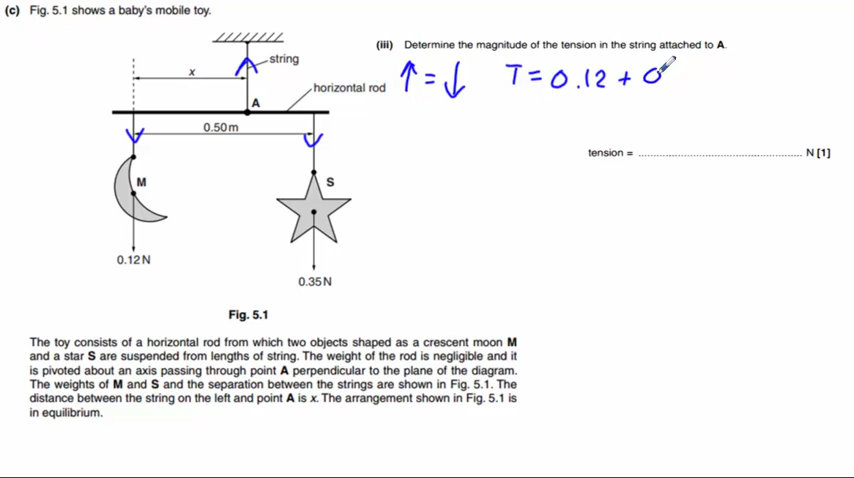 (c) Fig. 5.1 shows a baby's mobile toy.
string
x
A
horizontal rod
0.50m
M
S
0.12N
0.35N
Fig. 5.1
The toy consists of a horizontal rod from which two objects shaped as a crescent moon M
and a star S are suspended from lengths of string. The weight of the rod is negligible and it
is pivoted about an axis passing through point A perpendicular to the plane of the diagram.
The weights of M and S and the separation between the strings are shown in Fig. 5.1. The
distance between the string on the left and point A is x. The arrangement shown in Fig. 5.1 is
in equilibrium.
(iii) Determine the magnitude of the tension in the string attached to A.
↑ = ↓ T = 0.12 + 0
tension = ........................................................ N [1]